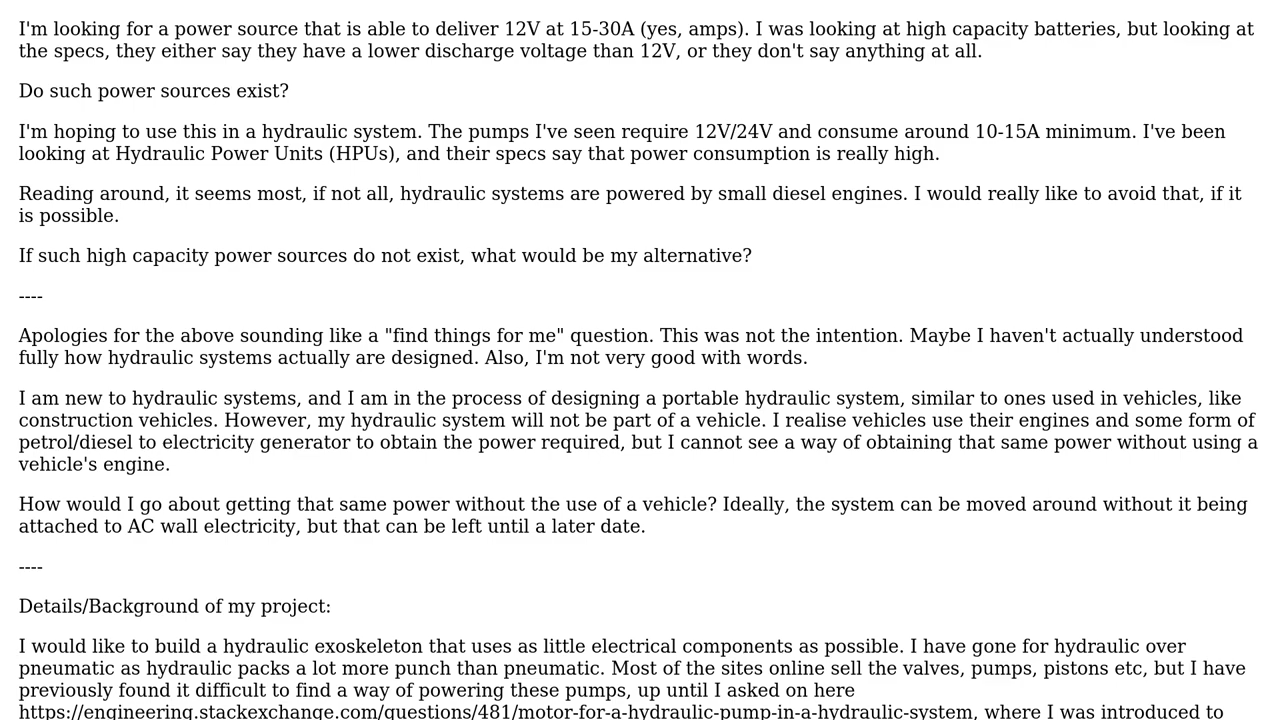 I'm looking for a power source that is able to deliver 12V at 15-30A (yes, amps). I was looking at high capacity batteries, but looking at
the specs, they either say they have a lower discharge voltage than 12V, or they don't say anything at all.
Do such power sources exist?
I'm hoping to use this in a hydraulic system. The pumps I've seen require 12V/24V and consume around 10-15A minimum. I've been
looking at Hydraulic Power Units (HPUs), and their specs say that power consumption is really high.
Reading around, it seems most, if not all, hydraulic systems are powered by small diesel engines. I would really like to avoid that, if it
is possible.
If such high capacity power sources do not exist, what would be my alternative?
----
Apologies for the above sounding like a "find things for me" question. This was not the intention. Maybe I haven't actually understood
fully how hydraulic systems actually are designed. Also, I'm not very good with words.
I am new to hydraulic systems, and I am in the process of designing a portable hydraulic system, similar to ones used in vehicles, like
construction vehicles. However, my hydraulic system will not be part of a vehicle. I realise vehicles use their engines and some form of
petrol/diesel to electricity generator to obtain the power required, but I cannot see a way of obtaining that same power without using a
vehicle's engine.
How would I go about getting that same power without the use of a vehicle? Ideally, the system can be moved around without it being
attached to AC wall electricity, but that can be left until a later date.
----
Details/Background of my project:
I would like to build a hydraulic exoskeleton that uses as little electrical components as possible. I have gone for hydraulic over
pneumatic as hydraulic packs a lot more punch than pneumatic. Most of the sites online sell the valves, pumps, pistons etc, but I have
previously found it difficult to find a way of powering these pumps, up until I asked on here
https://engineering.stackexchange.com/questions/481/motor-for-a-hydraulic-pump-in-a-hydraulic-system, where I was introduced to